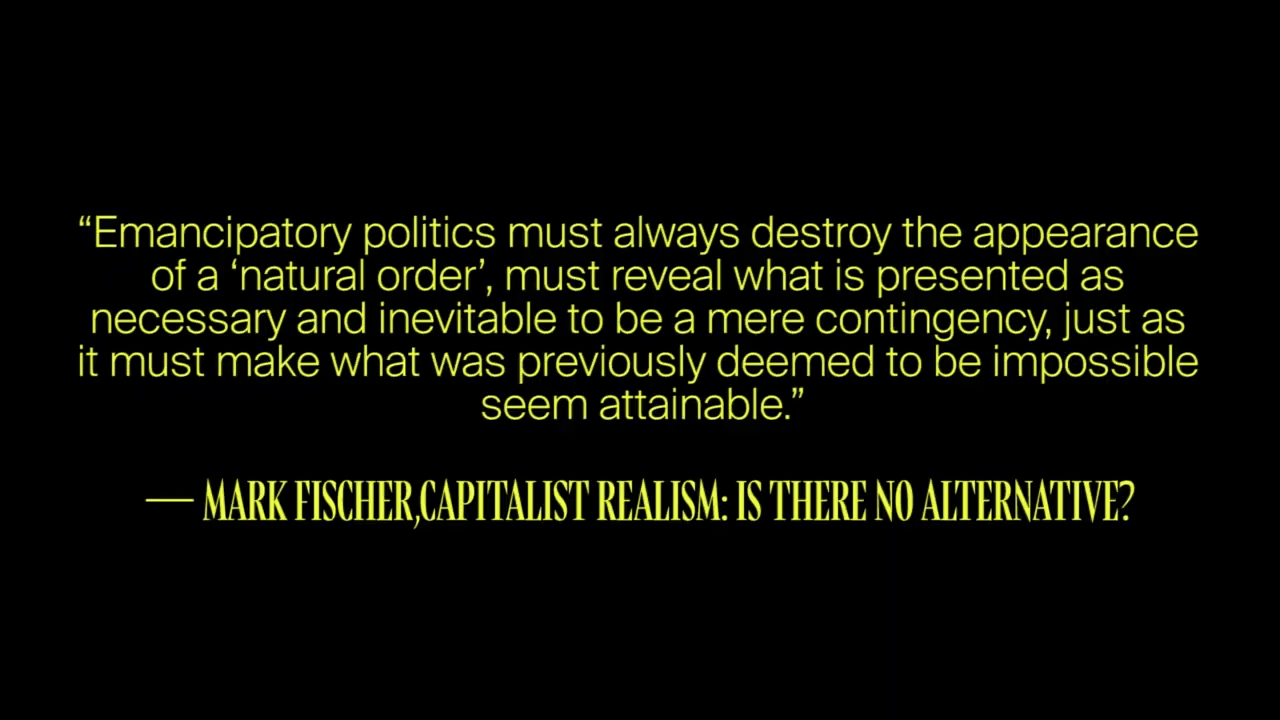 “Emancipatory politics must always destroy the appearance
of a ‘natural order’, must reveal what is presented as
necessary and inevitable to be a mere contingency, just as
it must make what was previously deemed to be impossible
seem attainable.”
— MARK FISCHER,CAPITALIST REALISM: IS THERE NO ALTERNATIVE?